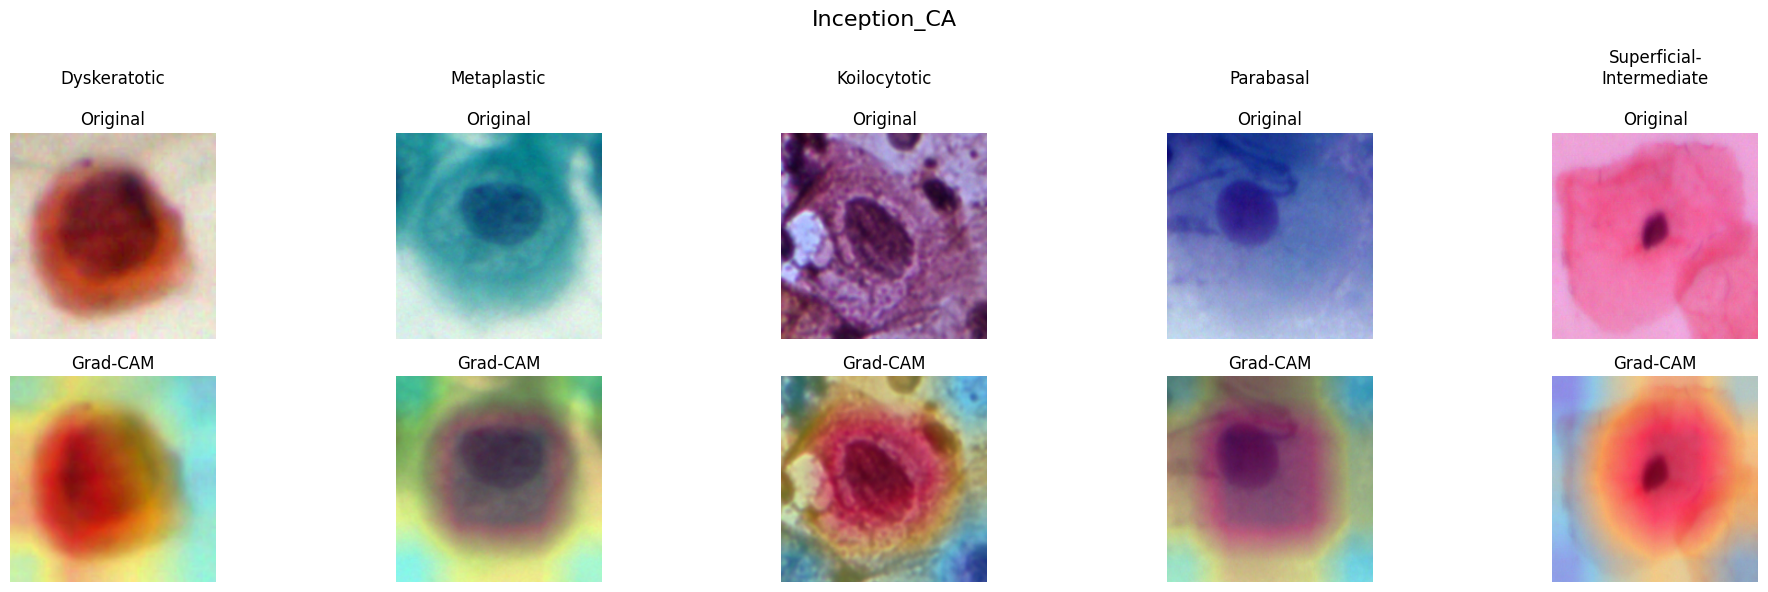 Inception_CA
Dyskeratotic
Metaplastic
Koilocytotic
Parabasal
Superficial-
Intermediate
Original
Original
Original
Original
Original
Grad-CAM
Grad-CAM
Grad-CAM
Grad-CAM
Grad-CAM